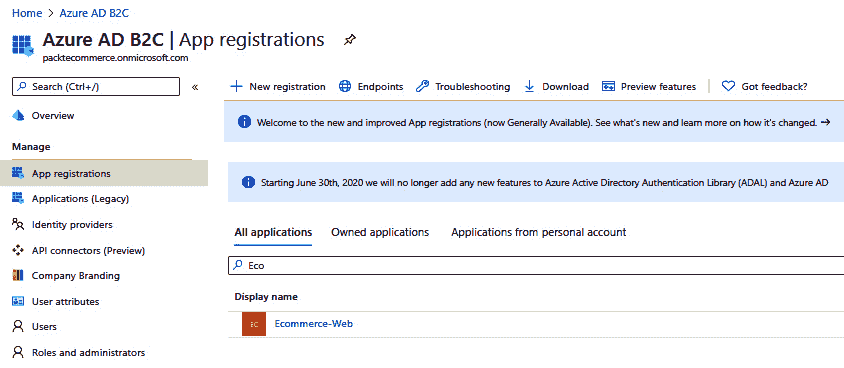 Home > Azure AD B2C
Azure AD B2C | App registrations
packtecommerce.onmicrosoft.com
Search (Ctrl+/)
«
Overview
Manage
App registrations
Applications (Legacy)
Identity providers
API connectors (Preview)
Company Branding
User attributes
Users
Roles and administrators
New registration Endpoints Troubleshooting Download Preview features Got feedback?
Welcome to the new and improved App registrations (now Generally Available). See what's new and learn more on how it's changed. →
Starting June 30th, 2020 we will no longer add any new features to Azure Active Directory Authentication Library (ADAL) and Azure AD
All applications Owned applications Applications from personal account
Eco
Display name
EC Ecommerce-Web